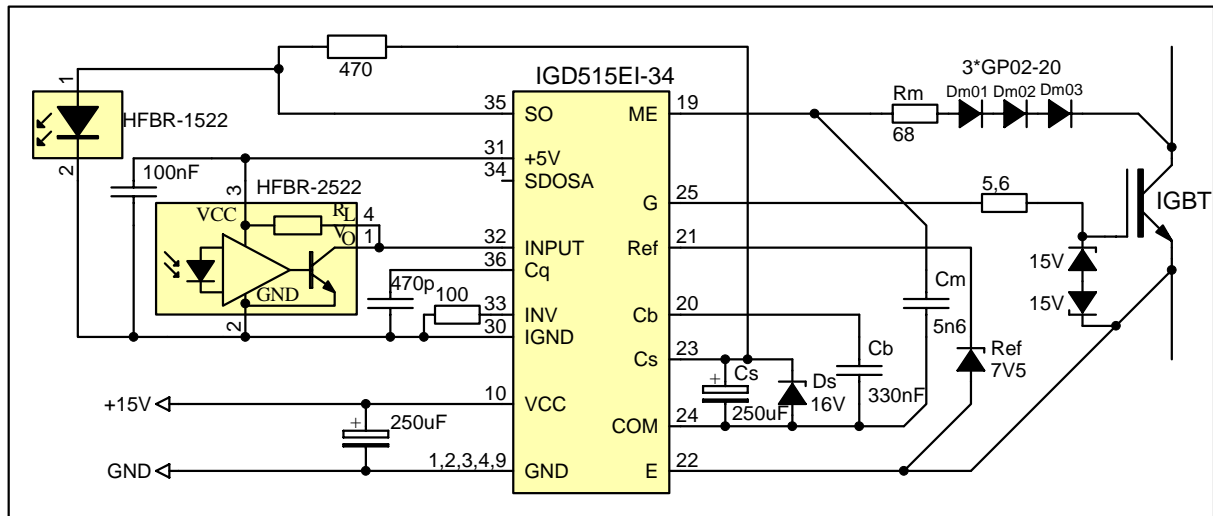 470
IGD515EI-34
3*GP02-20
Rm
Dm01
Dm02
Dm03
68
1
HFBR-1522
2
35
SO
ME
19
100nF
31
+5V
34
SDOSA
3
HFBR-2522
VCC
RL
4
VO
1
GND
2
25
G
5,6
IGBT
32
INPUT
Ref
21
36
Cq
470p
15V
15V
100
33
INV
30
IGND
Cm
5n6
20
Cb
Cb
330nF
Ref
7V5
23
Cs
+
Cs
250uF
Ds
16V
+15V
10
VCC
+
250uF
COM
24
GND
1,2,3,4,9
GND
E
22